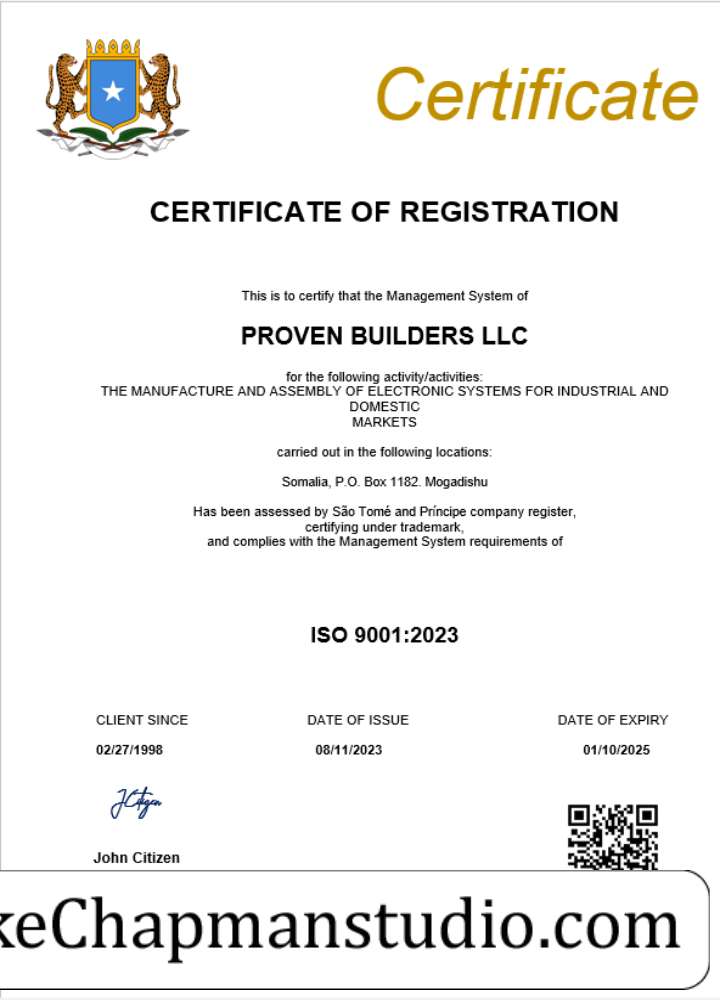 Certificate
CERTIFICATE OF REGISTRATION
This is to certify that the Management System of
PROVEN BUILDERS LLC
for the following activity/activities:
THE MANUFACTURE AND ASSEMBLY OF ELECTRONIC SYSTEMS FOR INDUSTRIAL AND
DOMESTIC
MARKETS
carried out in the following locations:
Somalia, P.O. Box 1182. Mogadishu
Has been assessed by São Tomé and Príncipe company register,
certifying under trademark,
and complies with the Management System requirements of
ISO 9001:2023
CLIENT SINCE DATE OF ISSUE DATE OF EXPIRY
02/27/1998 08/11/2023 01/10/2025
JCitizen
John Citizen
keChapmanstudio.com